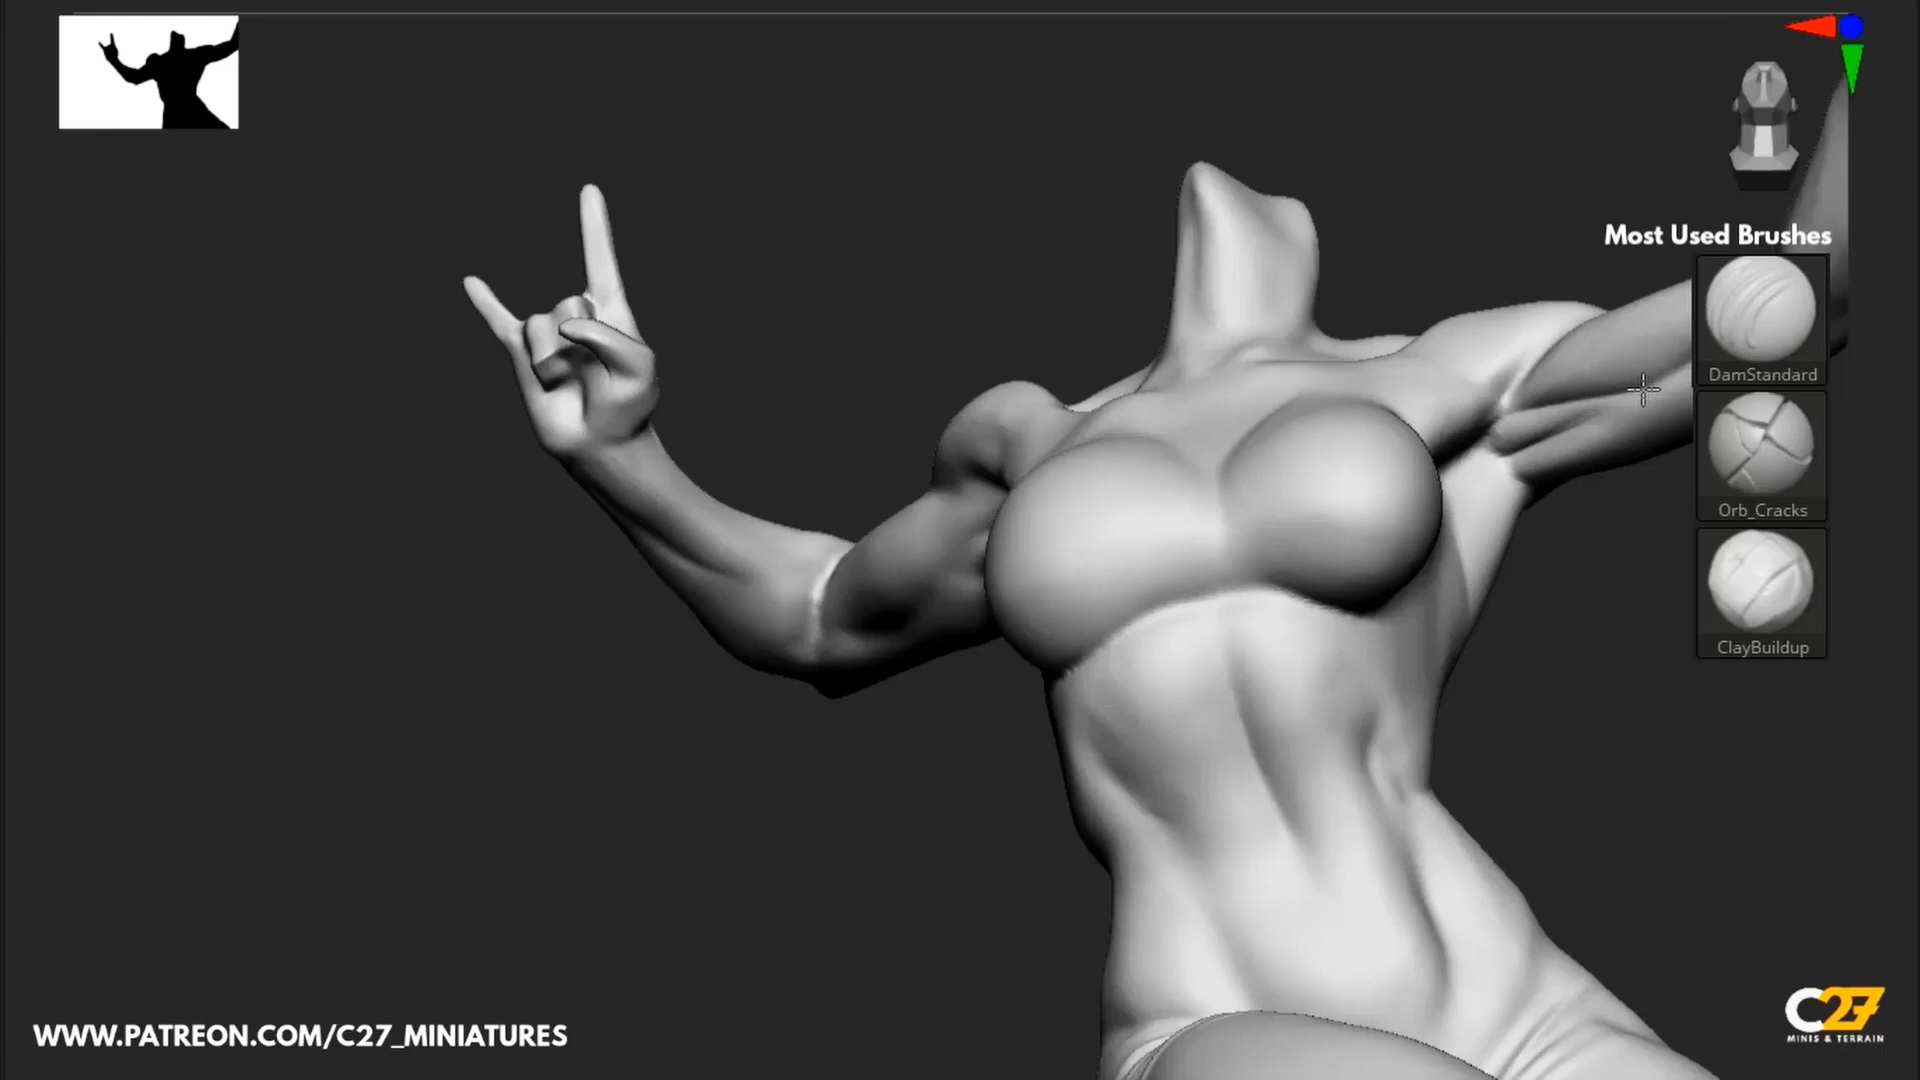 Most Used Brushes
DamStandard
Orb_Cracks
ClayBuildup
WWW.PATREON.COM/C27_MINIATURES
C27
MINIS & TERRAIN